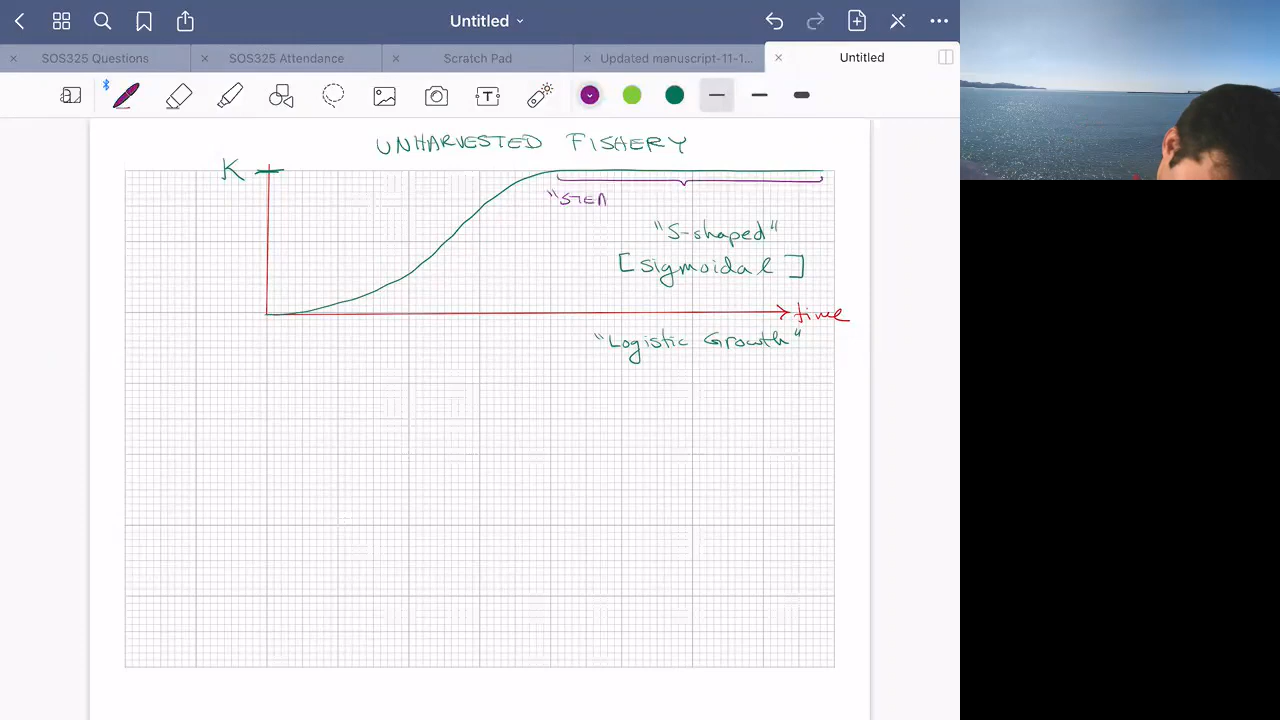 Untitled
SOS325 Questions
SOS325 Attendance
Scratch Pad
Updated manuscript-11-1...
Untitled
UNHARVESTED FISHERY
K
"STEA
"S-shaped"
[Sigmoidal]
time
"Logistic Growth"